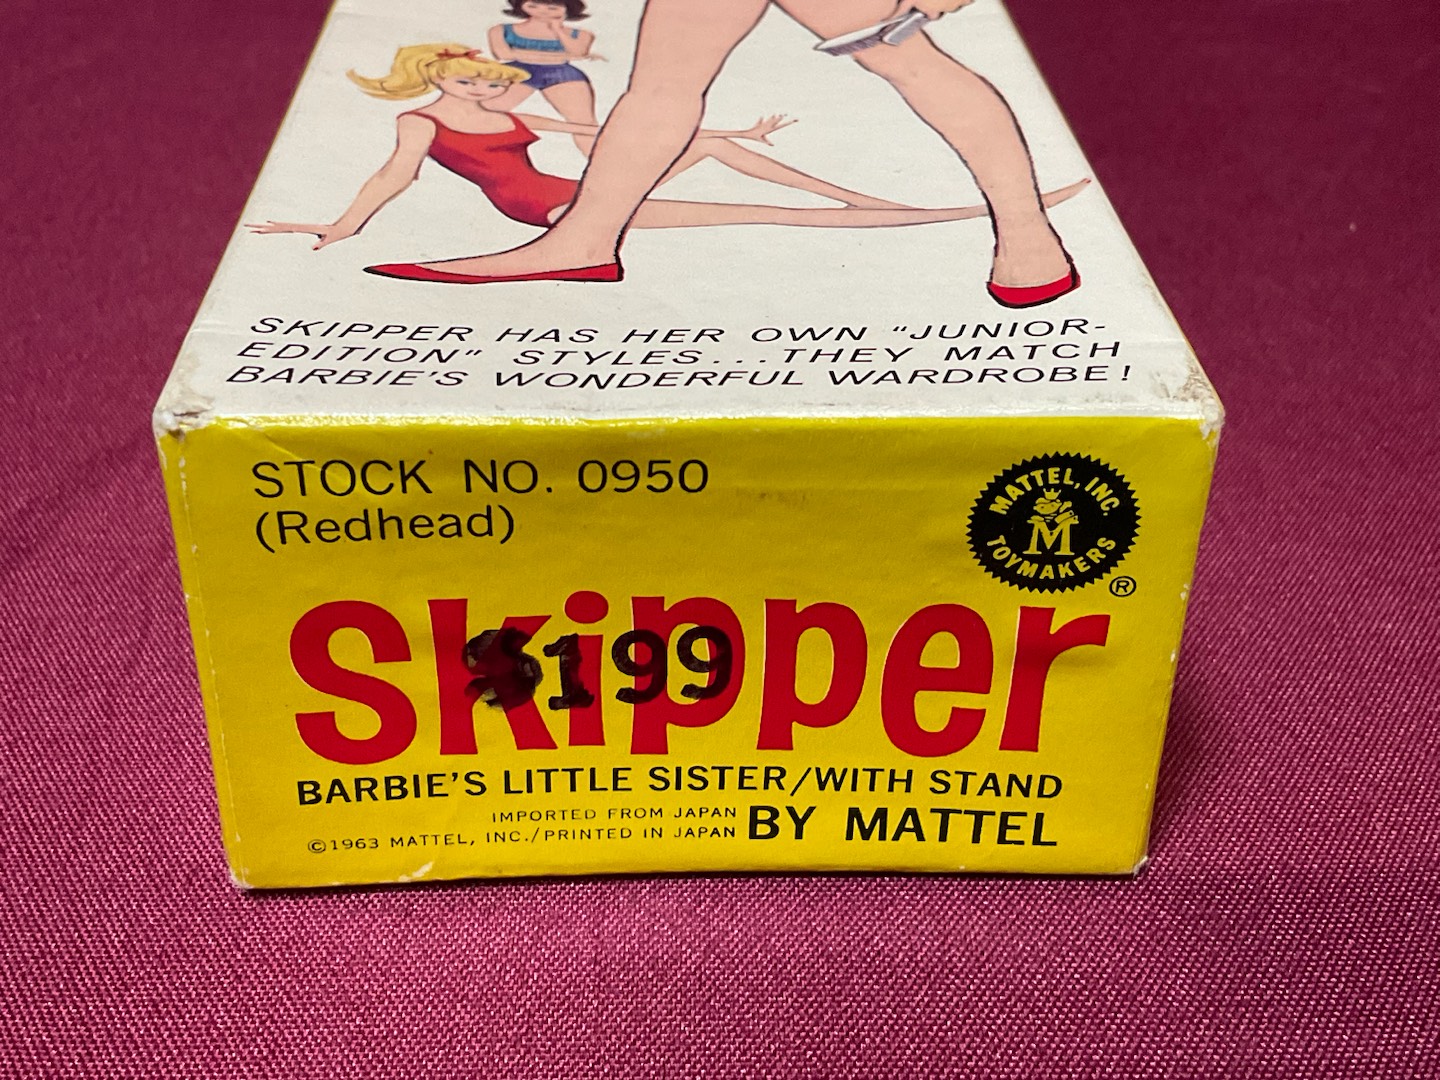 SKIPPER HAS HER OWN "JUNIOR-
EDITION" STYLES...THEY MATCH
BARBIE'S WONDERFUL WARDROBE!
STOCK NO. 0950
(Redhead)
MATTEL, INC.
M
TOYMAKERS
®
Skipper
$199
BARBIE'S LITTLE SISTER/WITH STAND
IMPORTED FROM JAPAN
©1963 MATTEL, INC./PRINTED IN JAPAN
BY MATTEL